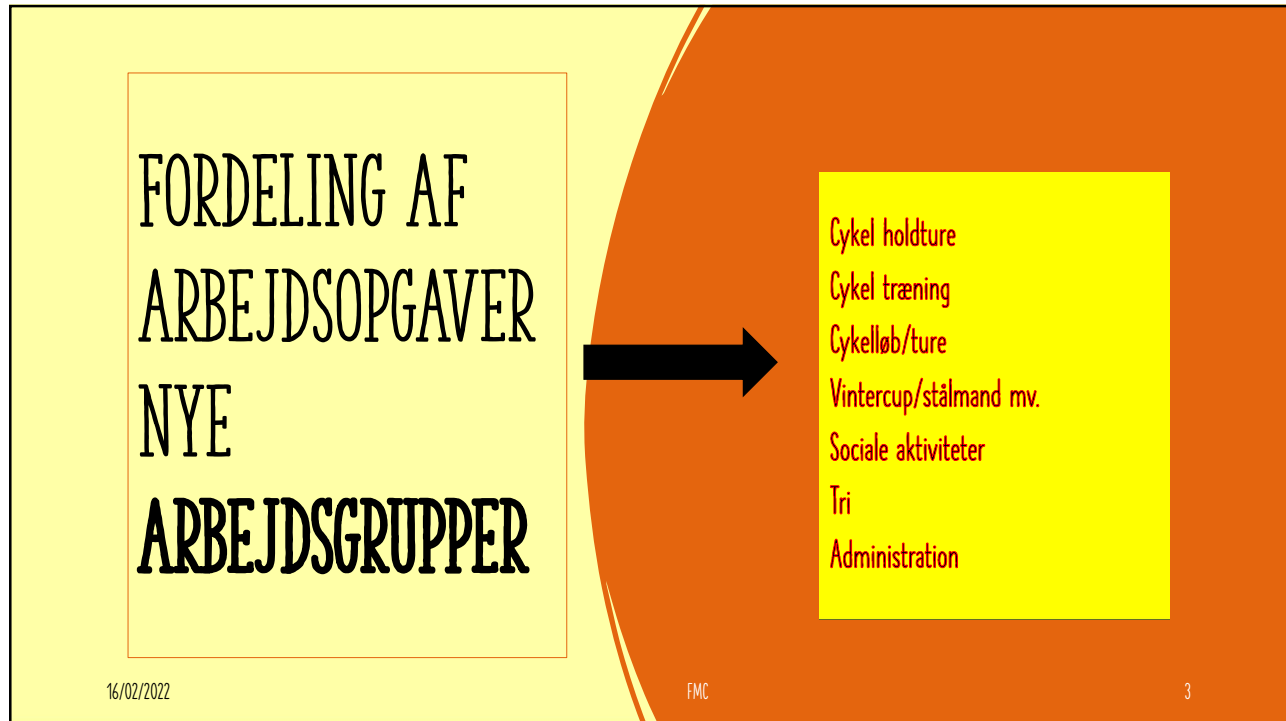 FORDELING AF
ARBEJDSOPGAVER
NYE
ARBEJDSGRUPPER
Cykel holdture
Cykel træning
Cykelløb/ture
Vintercup/stålmand mv.
Sociale aktiviteter
Tri
Administration
16/02/2022
FMC
3